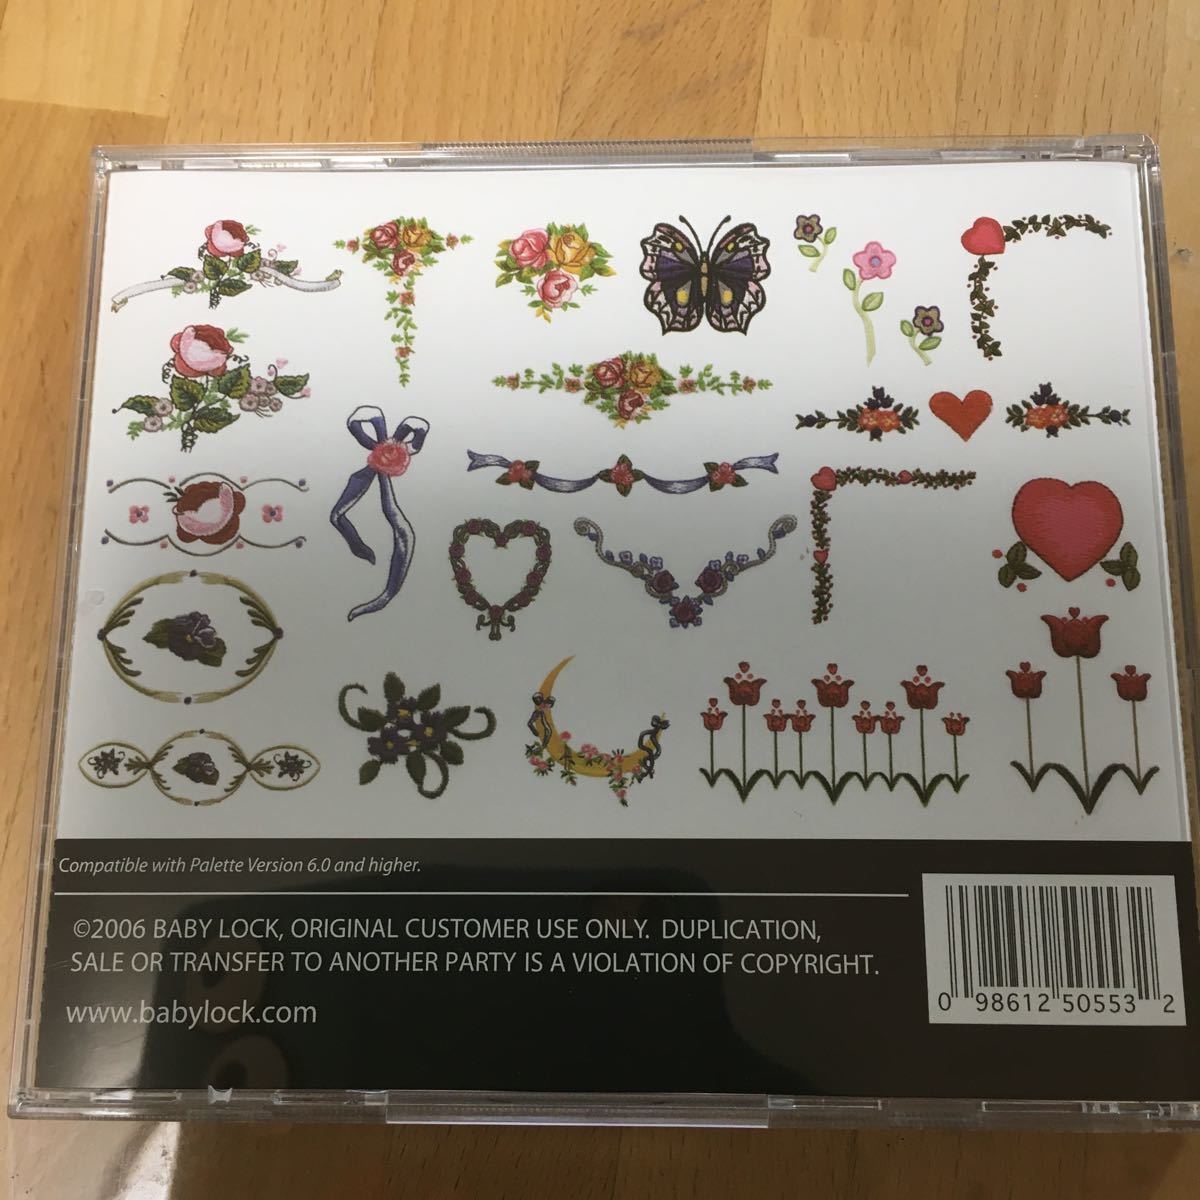 Compatible with Palette Version 6.0 and higher.
©2006 BABY LOCK, ORIGINAL CUSTOMER USE ONLY. DUPLICATION,
SALE OR TRANSFER TO ANOTHER PARTY IS A VIOLATION OF COPYRIGHT.
www.babylock.com
0 98612 50553 2